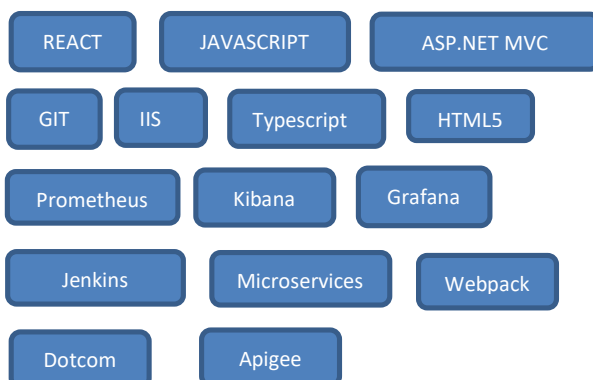 REACT JAVASCRIPT ASP.NET MVC
GIT IIS Typescript HTML5
Prometheus Kibana Grafana
Jenkins Microservices Webpack
Dotcom Apigee